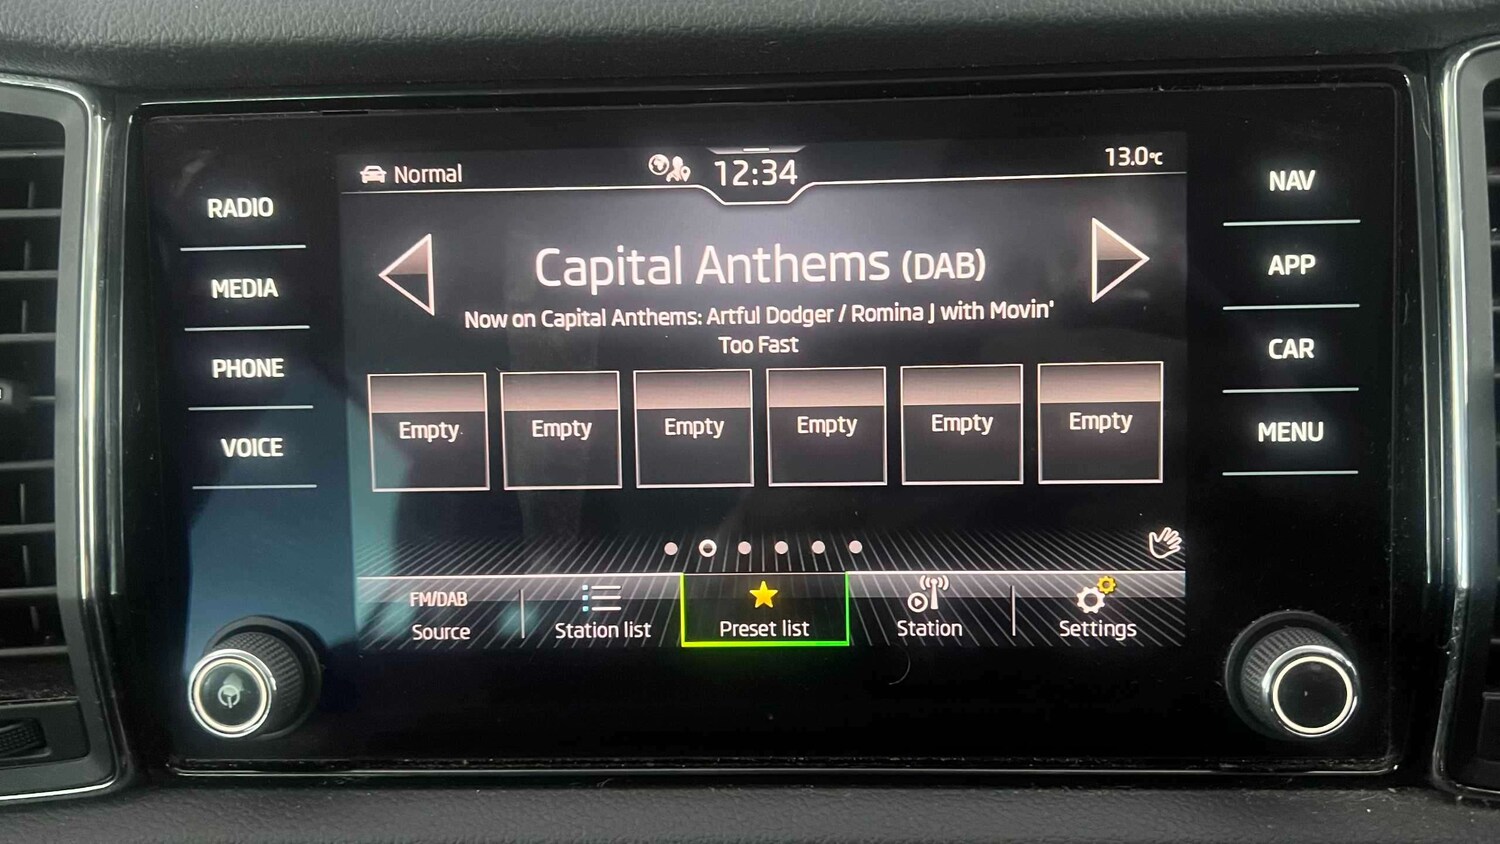 Normal
12:34
13.0°C
RADIO
MEDIA
PHONE
VOICE
Capital Anthems (DAB)
Now on Capital Anthems: Artful Dodger / Romina J with Movin'
Too Fast
Empty
Empty
Empty
Empty
Empty
Empty
FM/DAB
Source
Station list
Preset list
Station
Settings
NAV
APP
CAR
MENU